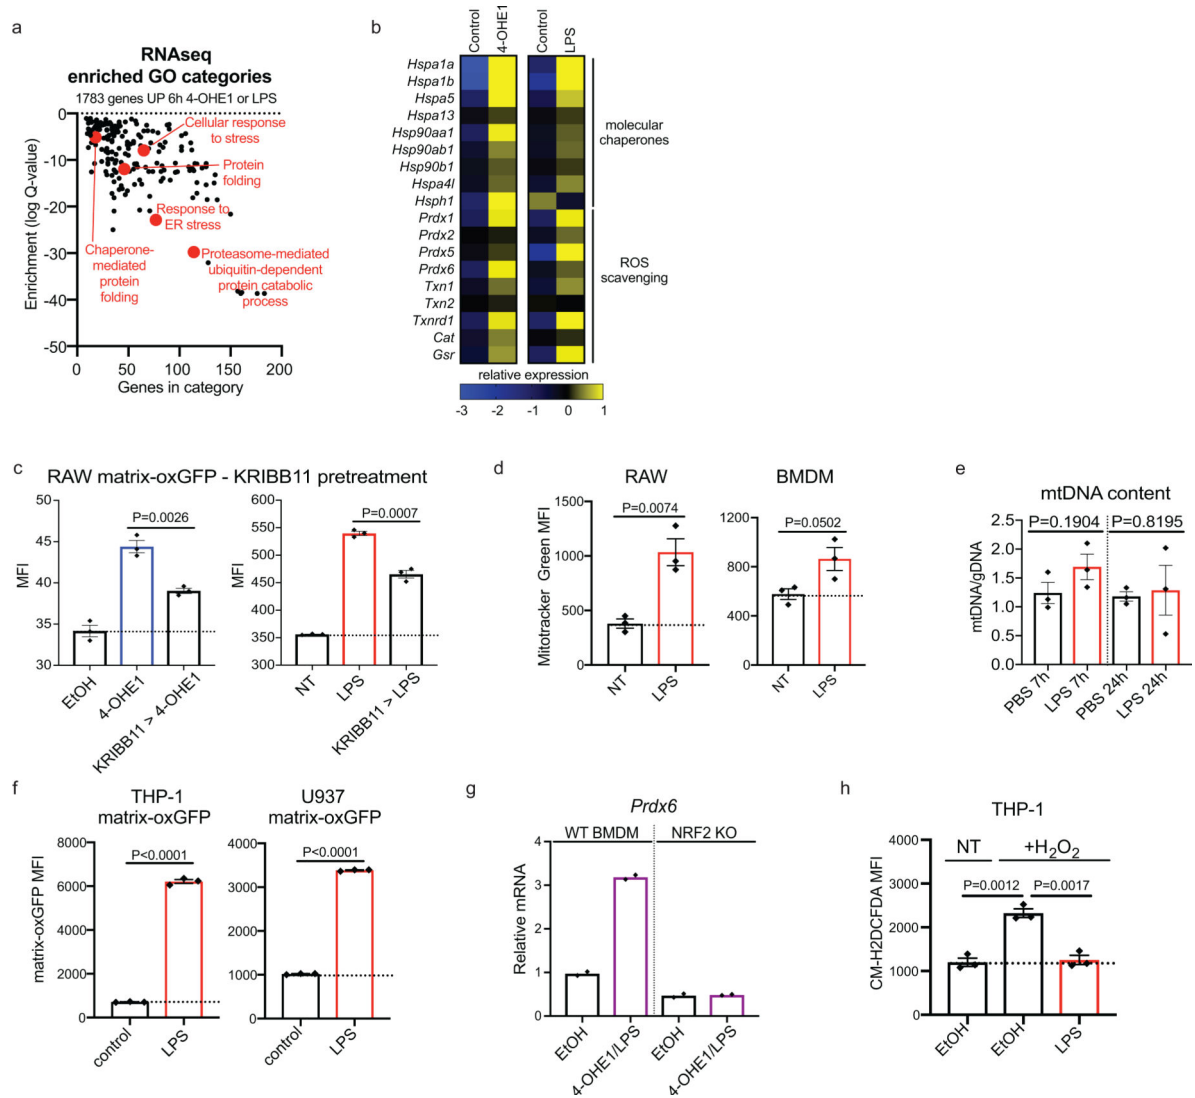 a
RNAseq
enriched GO categories
1783 genes UP 6h 4-OHE1 or LPS
Enrichment (log Q-value)
0
-10
-20
-30
-40
-50
Cellular response
to stress
Protein
folding
Response to
ER stress
Chaperone-
mediated
protein
folding
Proteasome-mediated
ubiquitin-dependent
protein catabolic
process
0
50
100
150
200
Genes in category
b
Control
4-OHE1
Control
LPS
Hspa1a
Hspa1b
Hspa5
Hspa13
Hsp90aa1
Hsp90ab1
Hsp90b1
Hspa4l
Hsph1
Prdx1
Prdx2
Prdx5
Prdx6
Txn1
Txn2
Txnrd1
Cat
Gsr
molecular
chaperones
ROS
scavenging
relative expression
-3
-2
-1
0
1
c
RAW matrix-oxGFP - KRIBB11 pretreatment
MFI
50
45
40
35
30
P=0.0026
EtOH
4-OHE1
KRIBB11 > 4-OHE1
MFI
600
550
500
450
400
350
300
P=0.0007
NT
LPS
KRIBB11 > LPS
d
RAW
Mitotracker Green MFI
1500
1000
500
0
P=0.0074
NT
LPS
BMDM
1200
800
400
0
P=0.0502
NT
LPS
e
mtDNA content
mtDNA/gDNA
2.5
2.0
1.5
1.0
0.5
0.0
P=0.1904
P=0.8195
PBS 7h
LPS 7h
PBS 24h
LPS 24h
f
THP-1
matrix-oxGFP
matrix-oxGFP MFI
8000
6000
4000
2000
0
P<0.0001
control
LPS
U937
matrix-oxGFP
4000
3000
2000
1000
0
P<0.0001
control
LPS
g
Prdx6
WT BMDM
NRF2 KO
Relative mRNA
4
3
2
1
0
EtOH
4-OHE1/LPS
EtOH
4-OHE1/LPS
h
THP-1
CM-H2DCFDA MFI
4000
3000
2000
1000
0
NT
+H₂O₂
P=0.0012
P=0.0017
EtOH
EtOH
LPS